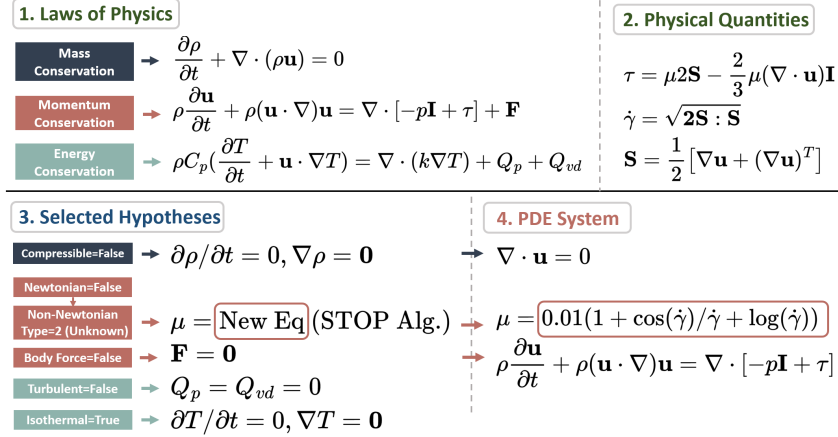 1. Laws of Physics
Mass
Conservation
∂ρ/∂t + ∇ · (ρ𝐮) = 0
Momentum
Conservation
ρ ∂𝐮/∂t + ρ(𝐮 · ∇)𝐮 = ∇ · [−p𝐈 + τ] + 𝐅
Energy
Conservation
ρC_p(∂T/∂t + 𝐮 · ∇T) = ∇ · (k∇T) + Q_p + Q_vd
2. Physical Quantities
τ = μ2𝐒 − 2/3 μ(∇ · 𝐮)𝐈
γ̇ = √(2𝐒 : 𝐒)
𝐒 = 1/2 [∇𝐮 + (∇𝐮)^T]
3. Selected Hypotheses
Compressible=False
∂ρ/∂t = 0, ∇ρ = 𝟎
Newtonian=False
Non-Newtonian
Type=2 (Unknown)
μ = New Eq (STOP Alg.)
Body Force=False
𝐅 = 𝟎
Turbulent=False
Q_p = Q_vd = 0
Isothermal=True
∂T/∂t = 0, ∇T = 𝟎
4. PDE System
∇ · 𝐮 = 0
μ = 0.01(1 + cos(γ̇)/γ̇ + log(γ̇))
ρ ∂𝐮/∂t + ρ(𝐮 · ∇)𝐮 = ∇ · [−p𝐈 + τ]